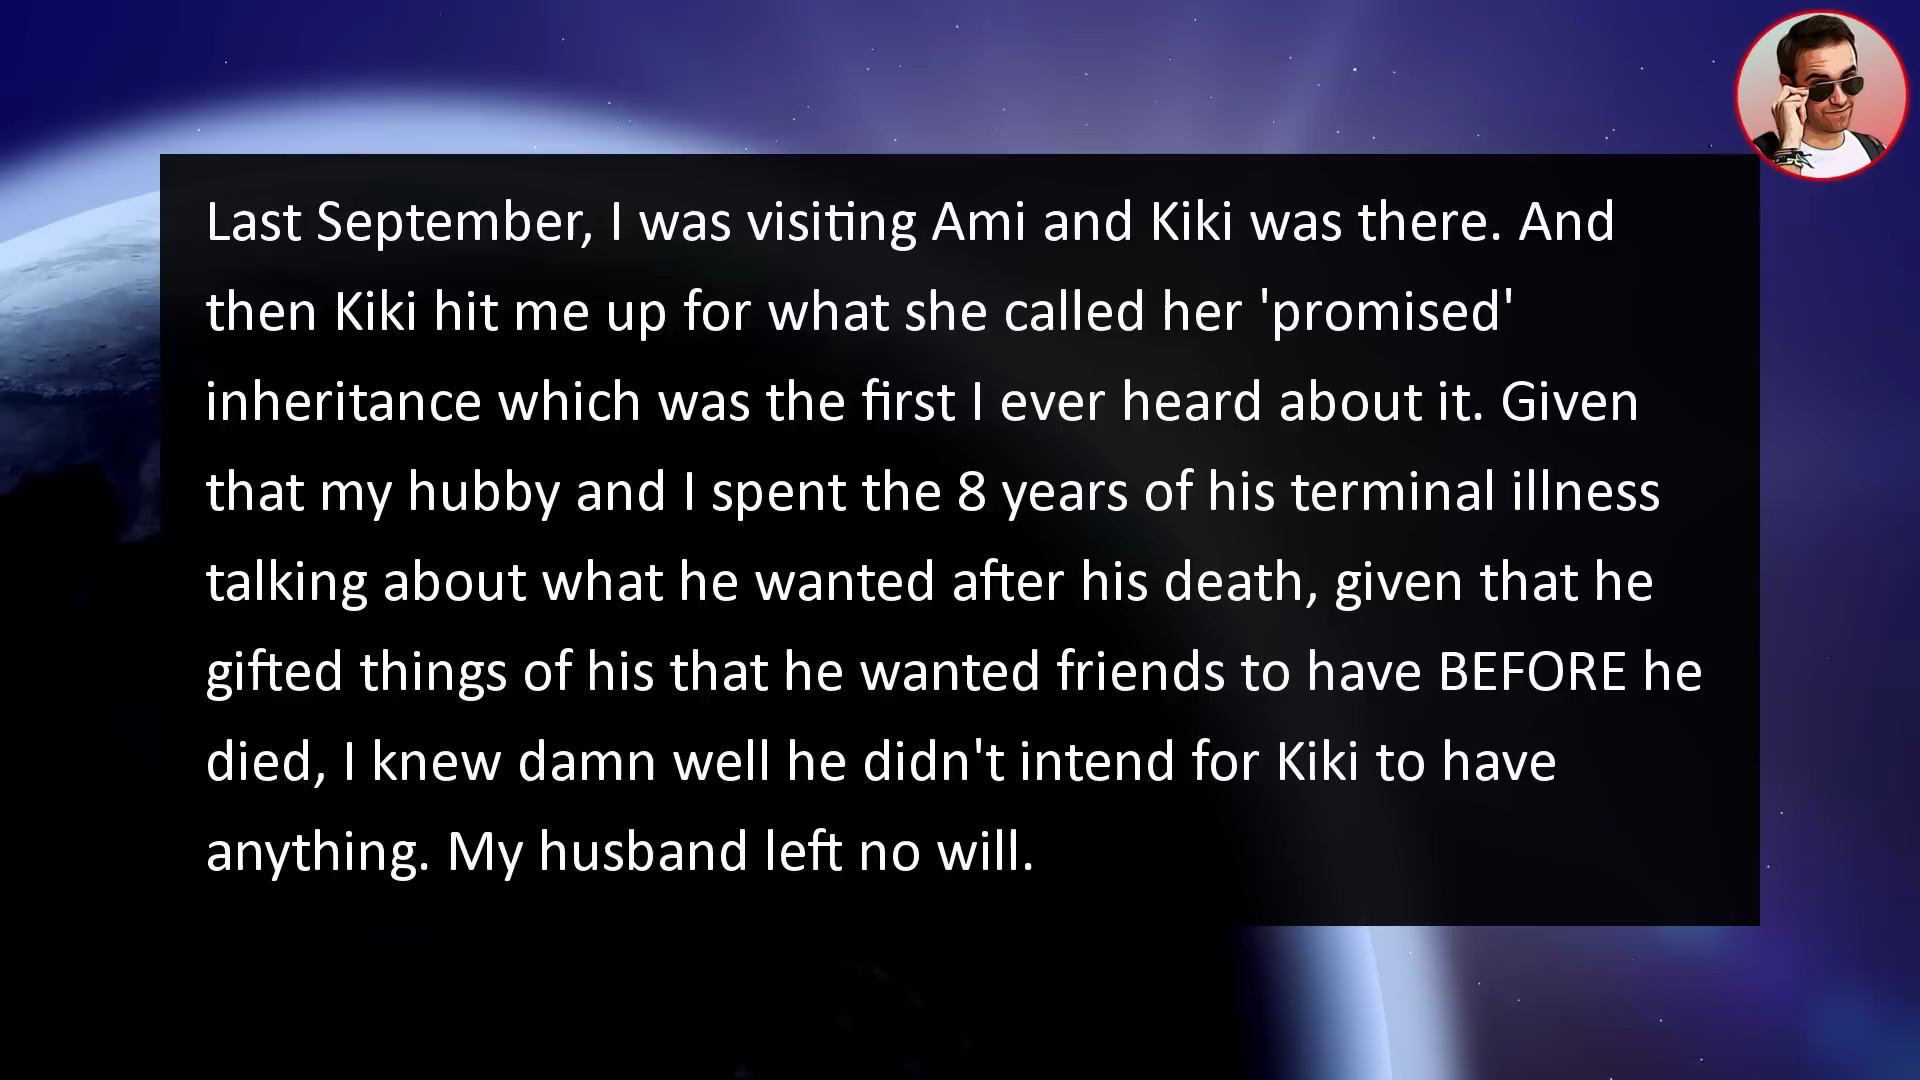 Last September, I was visiting Ami and Kiki was there. And
then Kiki hit me up for what she called her 'promised'
inheritance which was the first I ever heard about it. Given
that my hubby and I spent the 8 years of his terminal illness
talking about what he wanted after his death, given that he
gifted things of his that he wanted friends to have BEFORE he
died, I knew damn well he didn't intend for Kiki to have
anything. My husband left no will.